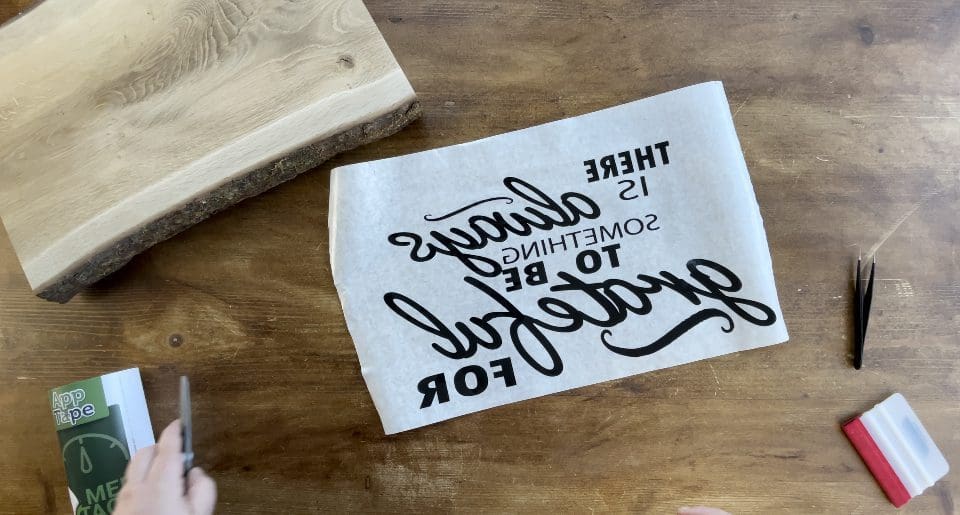 THERE
IS
always
SOMETHING
TO BE
grateful
FOR
App
Tape